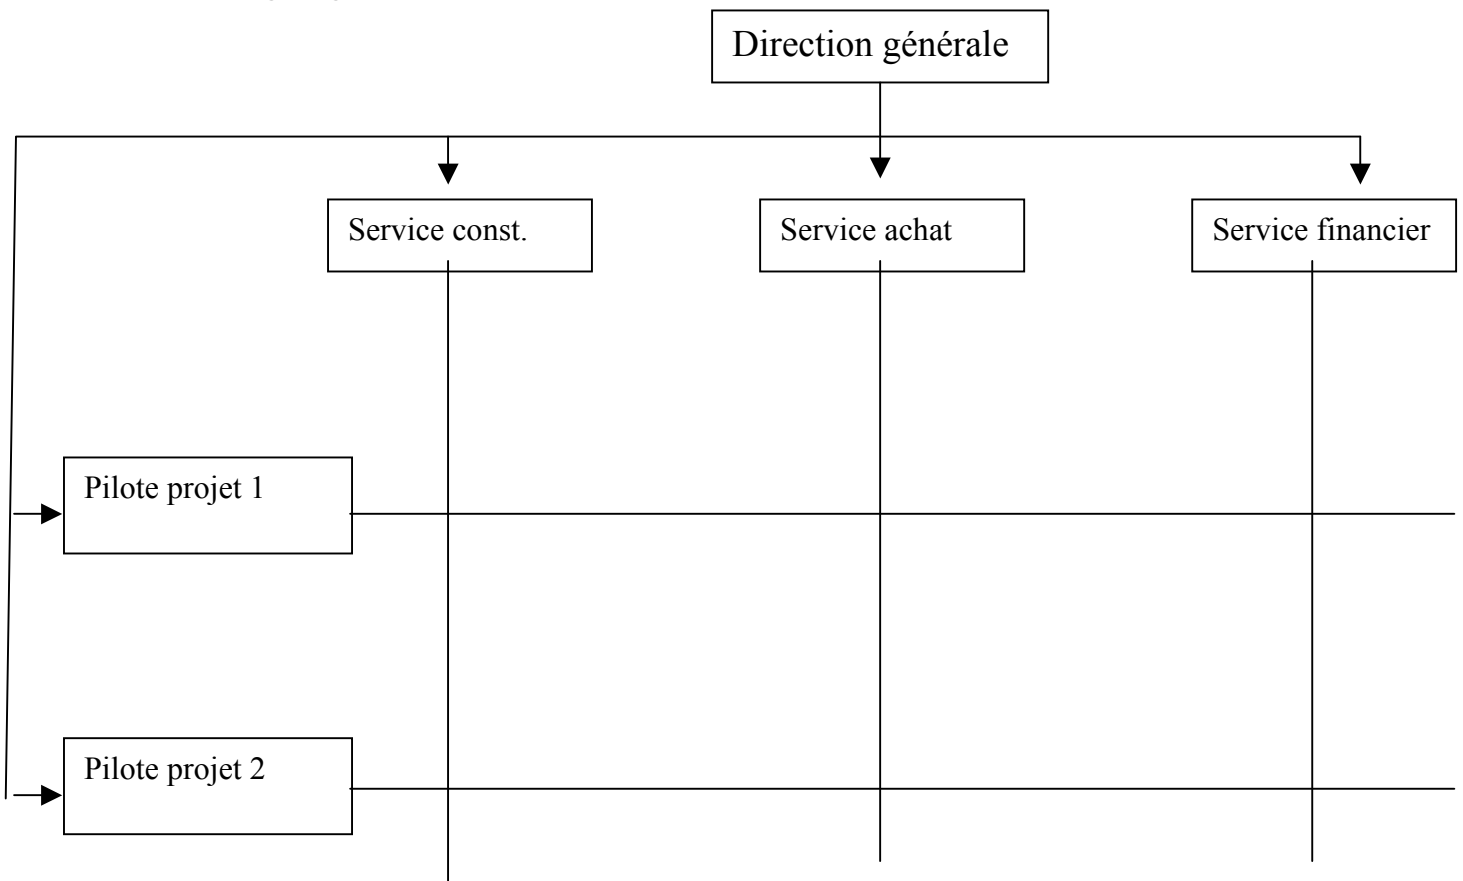 Direction générale
Service const.
Service achat
Service financier
Pilote projet 1
Pilote projet 2